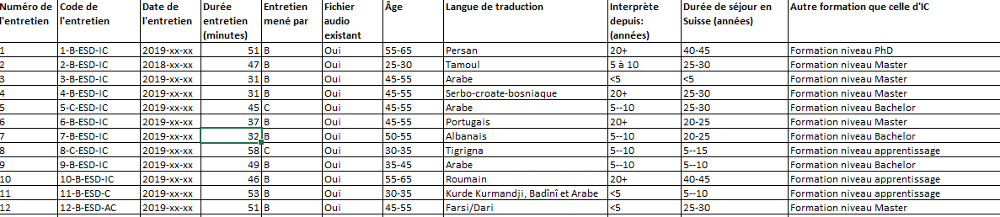 Numéro de l'entretien | Code de l'entretien | Date de l'entretien | Durée entretien (minutes) | Entretien mené par | Fichier audio existant | Âge | Langue de traduction | Interprète depuis: (années) | Durée de séjour en Suisse (années) | Autre formation que celle d'IC
1 | 1-B-ESD-IC | 2019-xx-xx | 51 | B | Oui | 55-65 | Persan | 20+ | 40-45 | Formation niveau PhD
2 | 2-B-ESD-IC | 2018-xx-xx | 47 | B | Oui | 25-30 | Tamoul | 5 à 10 | 25-30 | Formation niveau Master
3 | 3-B-ESD-IC | 2019-xx-xx | 31 | B | Oui | 45-55 | Arabe | <5 | <5 | Formation niveau Master
4 | 4-B-ESD-IC | 2019-xx-xx | 31 | B | Oui | 45-55 | Serbo-croate-bosniaque | 20+ | 25-30 | Formation niveau Master
5 | 5-C-ESD-IC | 2019-xx-xx | 45 | C | Oui | 45-55 | Arabe | 5--10 | 25-30 | Formation niveau Bachelor
6 | 6-B-ESD-IC | 2019-xx-xx | 37 | B | Oui | 45-55 | Portugais | 20+ | 20-25 | Formation niveau Master
7 | 7-B-ESD-IC | 2019-xx-xx | 32 | B | Oui | 50-55 | Albanais | 5--10 | 20-25 | Formation niveau Bachelor
8 | 8-C-ESD-IC | 2019-xx-xx | 58 | C | Oui | 30-35 | Tigrigna | 5--10 | 5--15 | Formation niveau apprentissage
9 | 9-B-ESD-IC | 2019-xx-xx | 49 | B | Oui | 35-45 | Arabe | 5--10 | 5--10 | Formation niveau Bachelor
10 | 10-B-ESD-IC | 2019-xx-xx | 46 | B | Oui | 55-65 | Roumain | 20+ | 40-45 | Formation niveau apprentissage
11 | 11-B-ESD-C | 2019-xx-xx | 53 | B | Oui | 30-35 | Kurde Kurmandji, Badînî et Arabe | <5 | 5--10 | Formation niveau apprentissage
12 | 12-B-ESD-AC | 2019-xx-xx | 51 | B | Oui | 45-55 | Farsi/Dari | <5 | 25-30 | Formation niveau Master